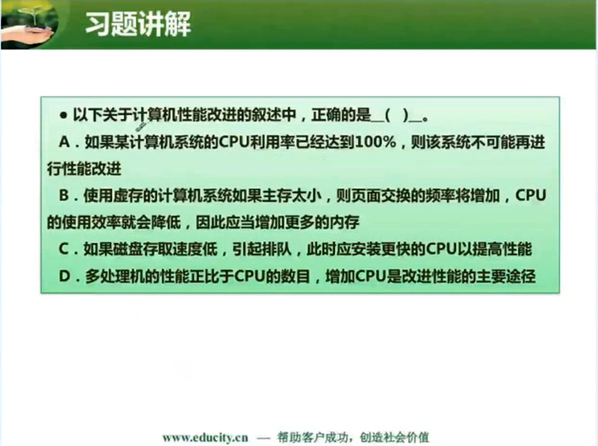 习题讲解
● 以下关于计算机性能改进的叙述中，正确的是__(   )__。
A．如果某计算机系统的CPU利用率已经达到100%，则该系统不可能再进
行性能改进
B．使用虚存的计算机系统如果主存太小，则页面交换的频率将增加，CPU
的使用效率就会降低，因此应当增加更多的内存
C．如果磁盘存取速度低，引起排队，此时应安装更快的CPU以提高性能
D．多处理机的性能正比于CPU的数目，增加CPU是改进性能的主要途径
www.educity.cn — 帮助客户成功，创造社会价值